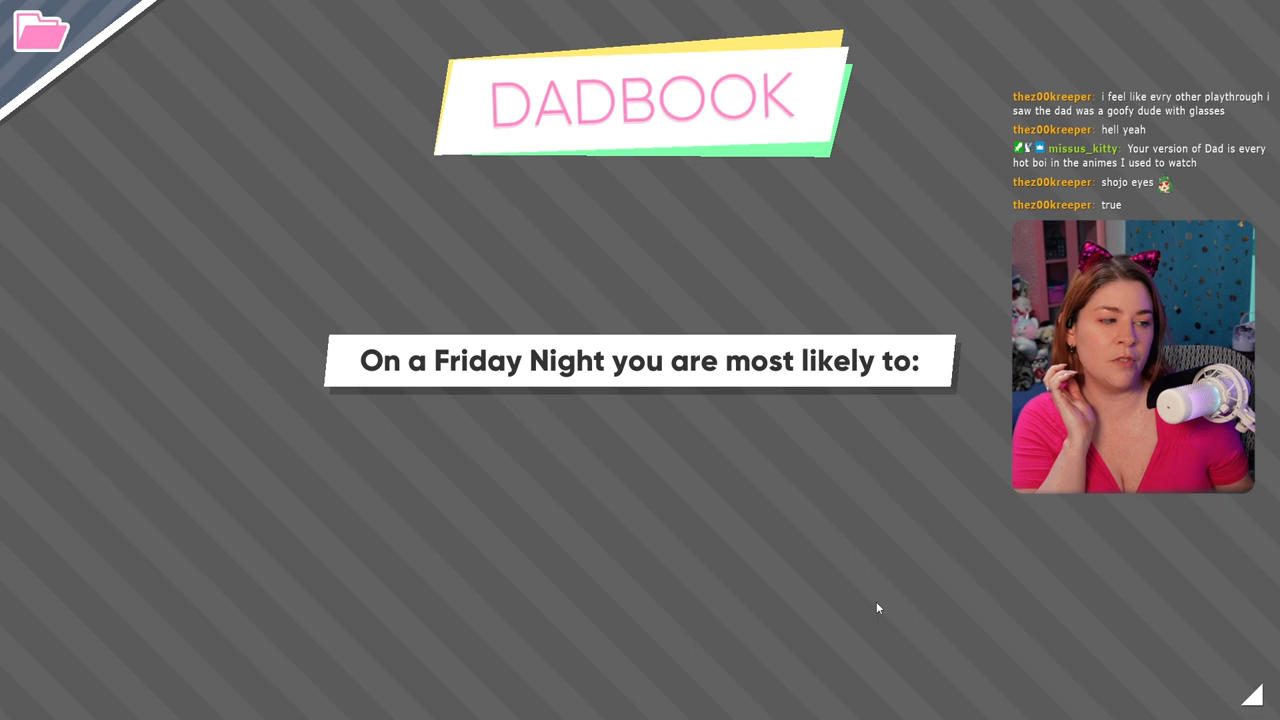 DADBOOK
thez00kreeper: i feel like evry other playthrough i
saw the dad was a goofy dude with glasses
thez00kreeper: hell yeah
missus_kitty: Your version of Dad is every
hot boi in the animes I used to watch
thez00kreeper: shojo eyes
thez00kreeper: true
On a Friday Night you are most likely to: